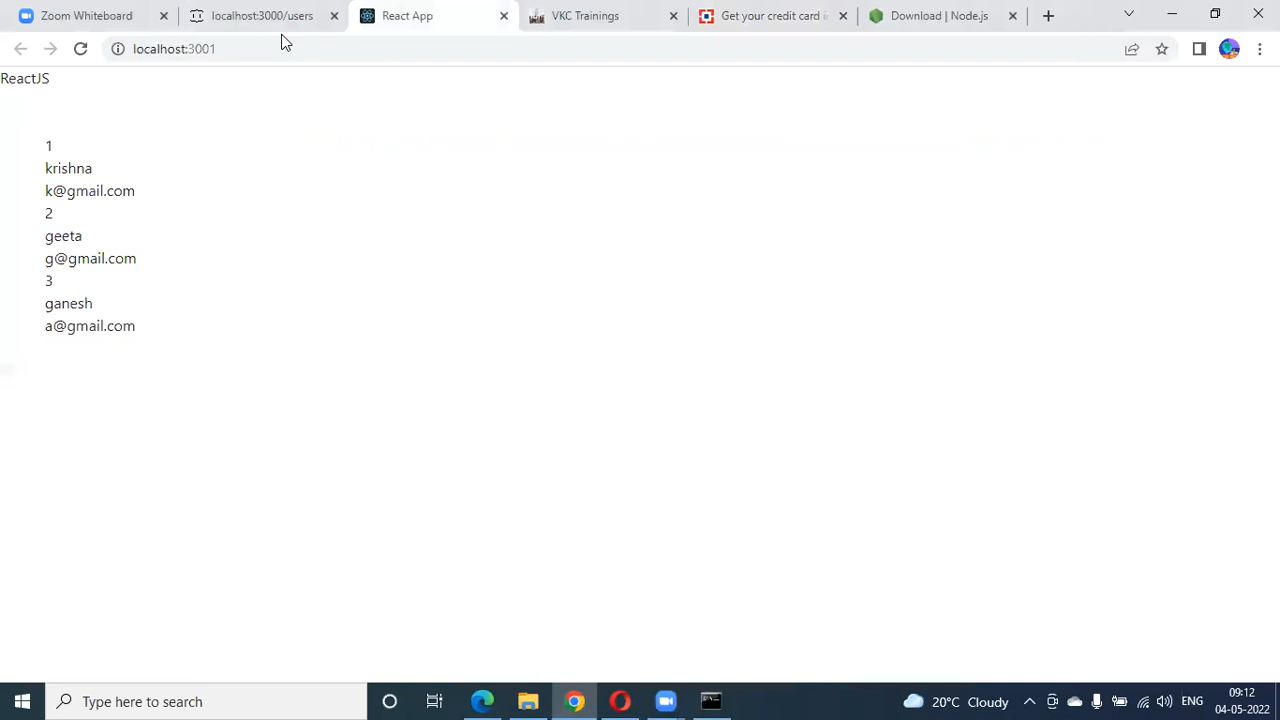 Zoom Whiteboard
localhost:3000/users
React App
VKC Trainings
Get your credit card i
Download | Node.js
localhost:3001
ReactJS
1
krishna
k@gmail.com
2
geeta
g@gmail.com
3
ganesh
a@gmail.com
Type here to search
20°C Cloudy
ENG
09:12
04-05-2022